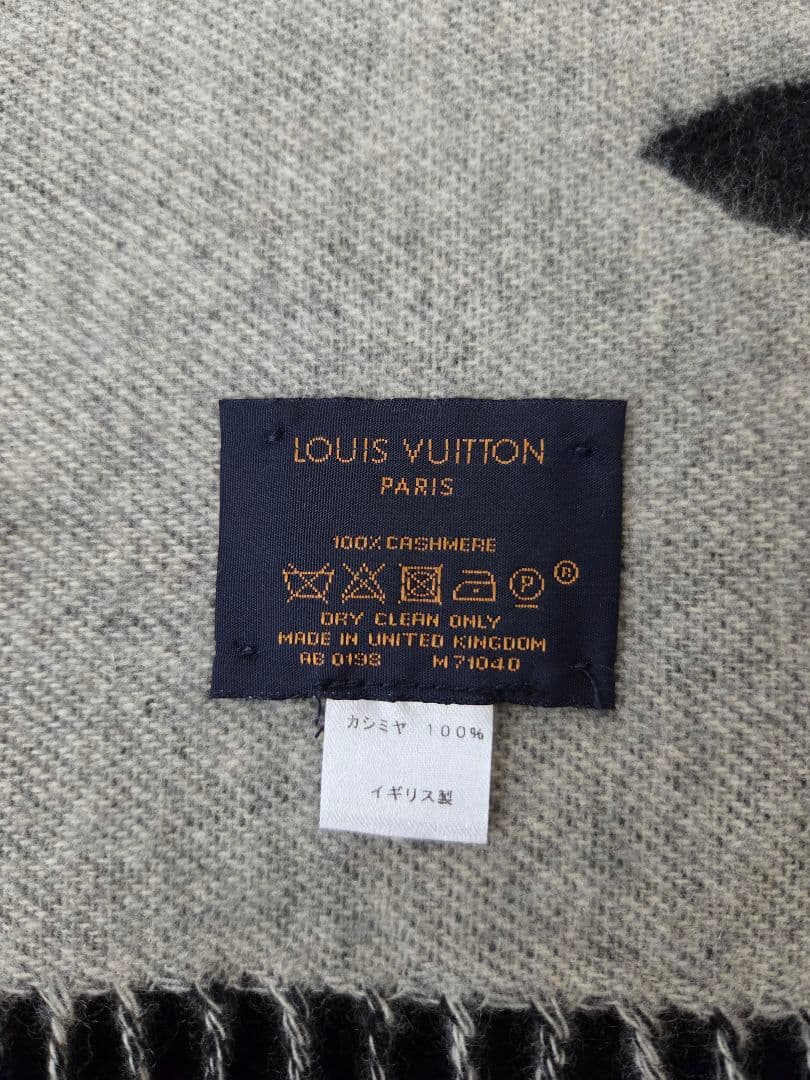 LOUIS VUITTON
PARIS
100% CASHMERE
P ®
DRY CLEAN ONLY
MADE IN UNITED KINGDOM
AB 0198 M71040
カシミヤ 100%
イギリス製